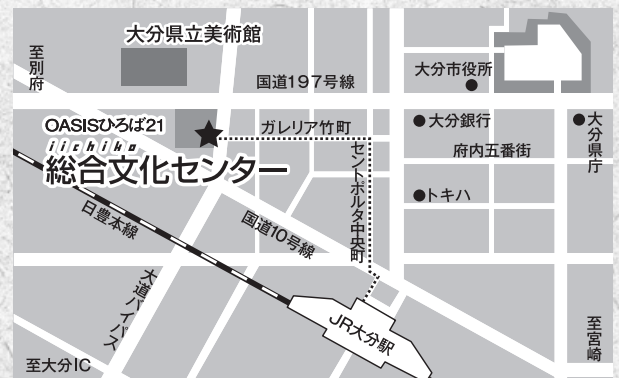 大分県立美術館
至別府
国道197号線
大分市役所
OASISひろば21
iichiko
総合文化センター
ガレリア竹町
大分銀行
大分県庁
府内五番街
セントポルタ中央町
トキハ
日豊本線
国道10号線
大道バイパス
JR大分駅
至宮崎
至大分IC